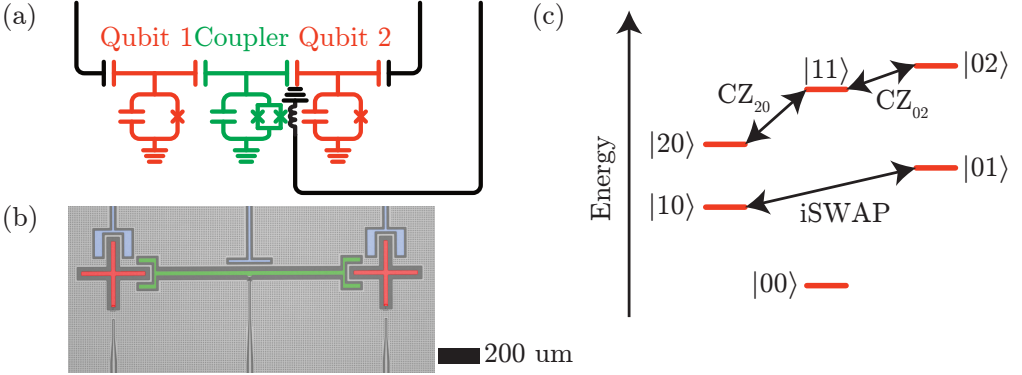 (a)
Qubit 1 Coupler Qubit 2
(b)
200 um
(c)
Energy
|11⟩
|02⟩
CZ₂₀
CZ₀₂
|20⟩
|01⟩
|10⟩
iSWAP
|00⟩